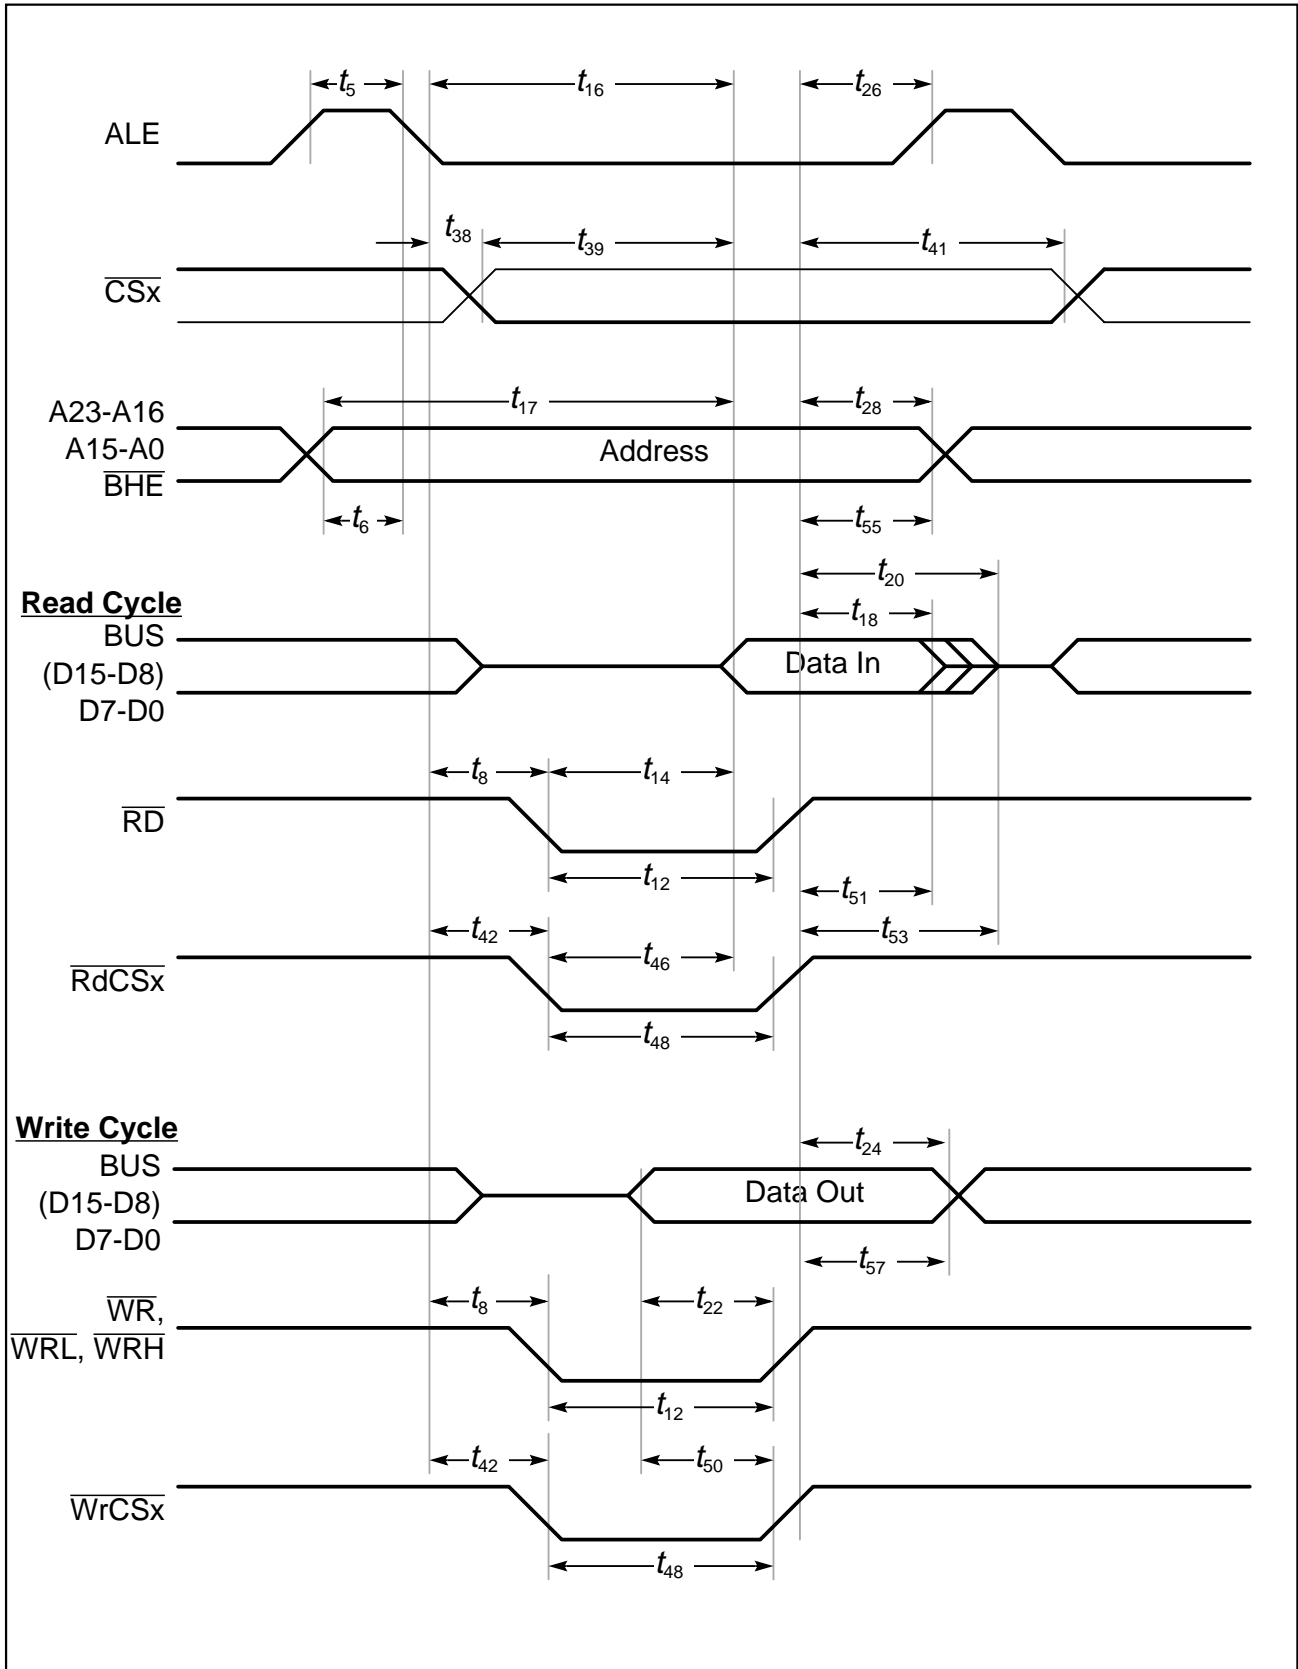 t5 t16 t26
ALE
t38 t39 t41
CSx
t17 t28
A23-A16
A15-A0
BHE
Address
t6 t55
t20
Read Cycle
t18
BUS
(D15-D8)
D7-D0
Data In
t8 t14
RD
t12 t51
t42 t46 t53
RdCSx
t48
Write Cycle
t24
BUS
(D15-D8)
D7-D0
Data Out
t57
t8 t22
WR,
WRL, WRH
t12
t42 t50
WrCSx
t48